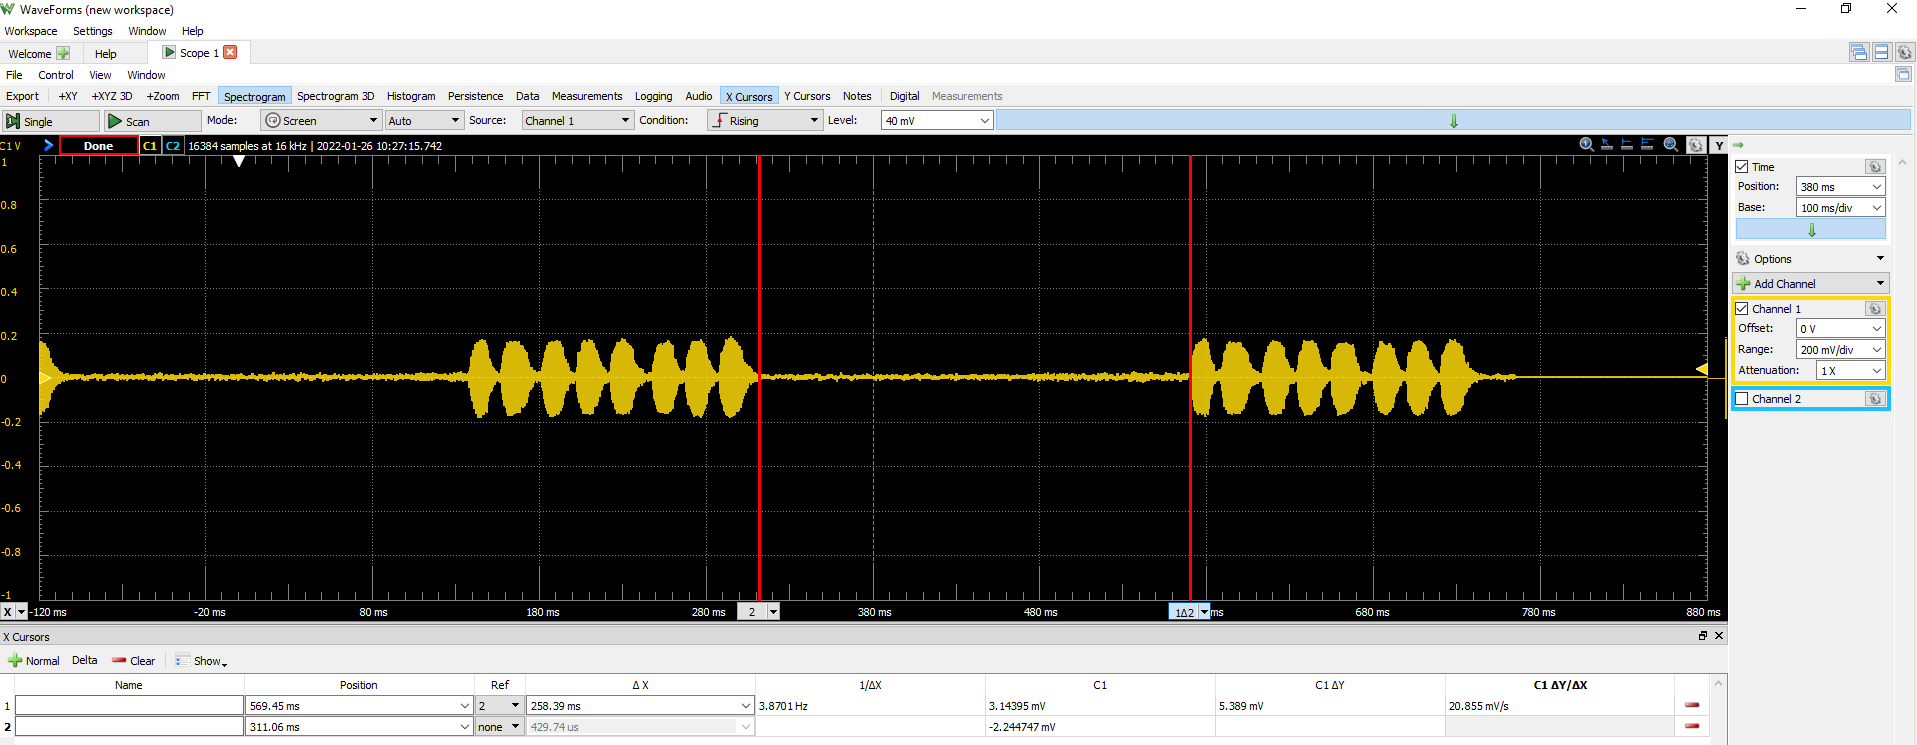 WaveForms (new workspace)
Workspace Settings Window Help
Welcome Help Scope 1
File Control View Window
Export +XY +XYZ 3D +Zoom FFT Spectrogram Spectrogram 3D Histogram Persistence Data Measurements Logging Audio X Cursors Y Cursors Notes Digital Measurements
Single Scan Mode: Screen Auto Source: Channel 1 Condition: Rising Level: 40 mV
C1 V Done C1 C2 16384 samples at 16 kHz | 2022-01-26 10:27:15.742 Y
1
0.8
0.6
0.4
0.2
0
-0.2
-0.4
-0.6
-0.8
-1
X -120 ms -20 ms 80 ms 180 ms 280 ms 2 380 ms 480 ms 1Δ2 ms 680 ms 780 ms 880 ms
Time
Position: 380 ms
Base: 100 ms/div
Options
Add Channel
Channel 1
Offset: 0 V
Range: 200 mV/div
Attenuation: 1 X
Channel 2
X Cursors
Normal Delta Clear Show
Name Position Ref Δ X 1/ΔX C1 C1 ΔY C1 ΔY/ΔX
1 569.45 ms 2 258.39 ms 3.8701 Hz 3.14395 mV 5.389 mV 20.855 mV/s
2 311.06 ms none 429.74 us -2.244747 mV